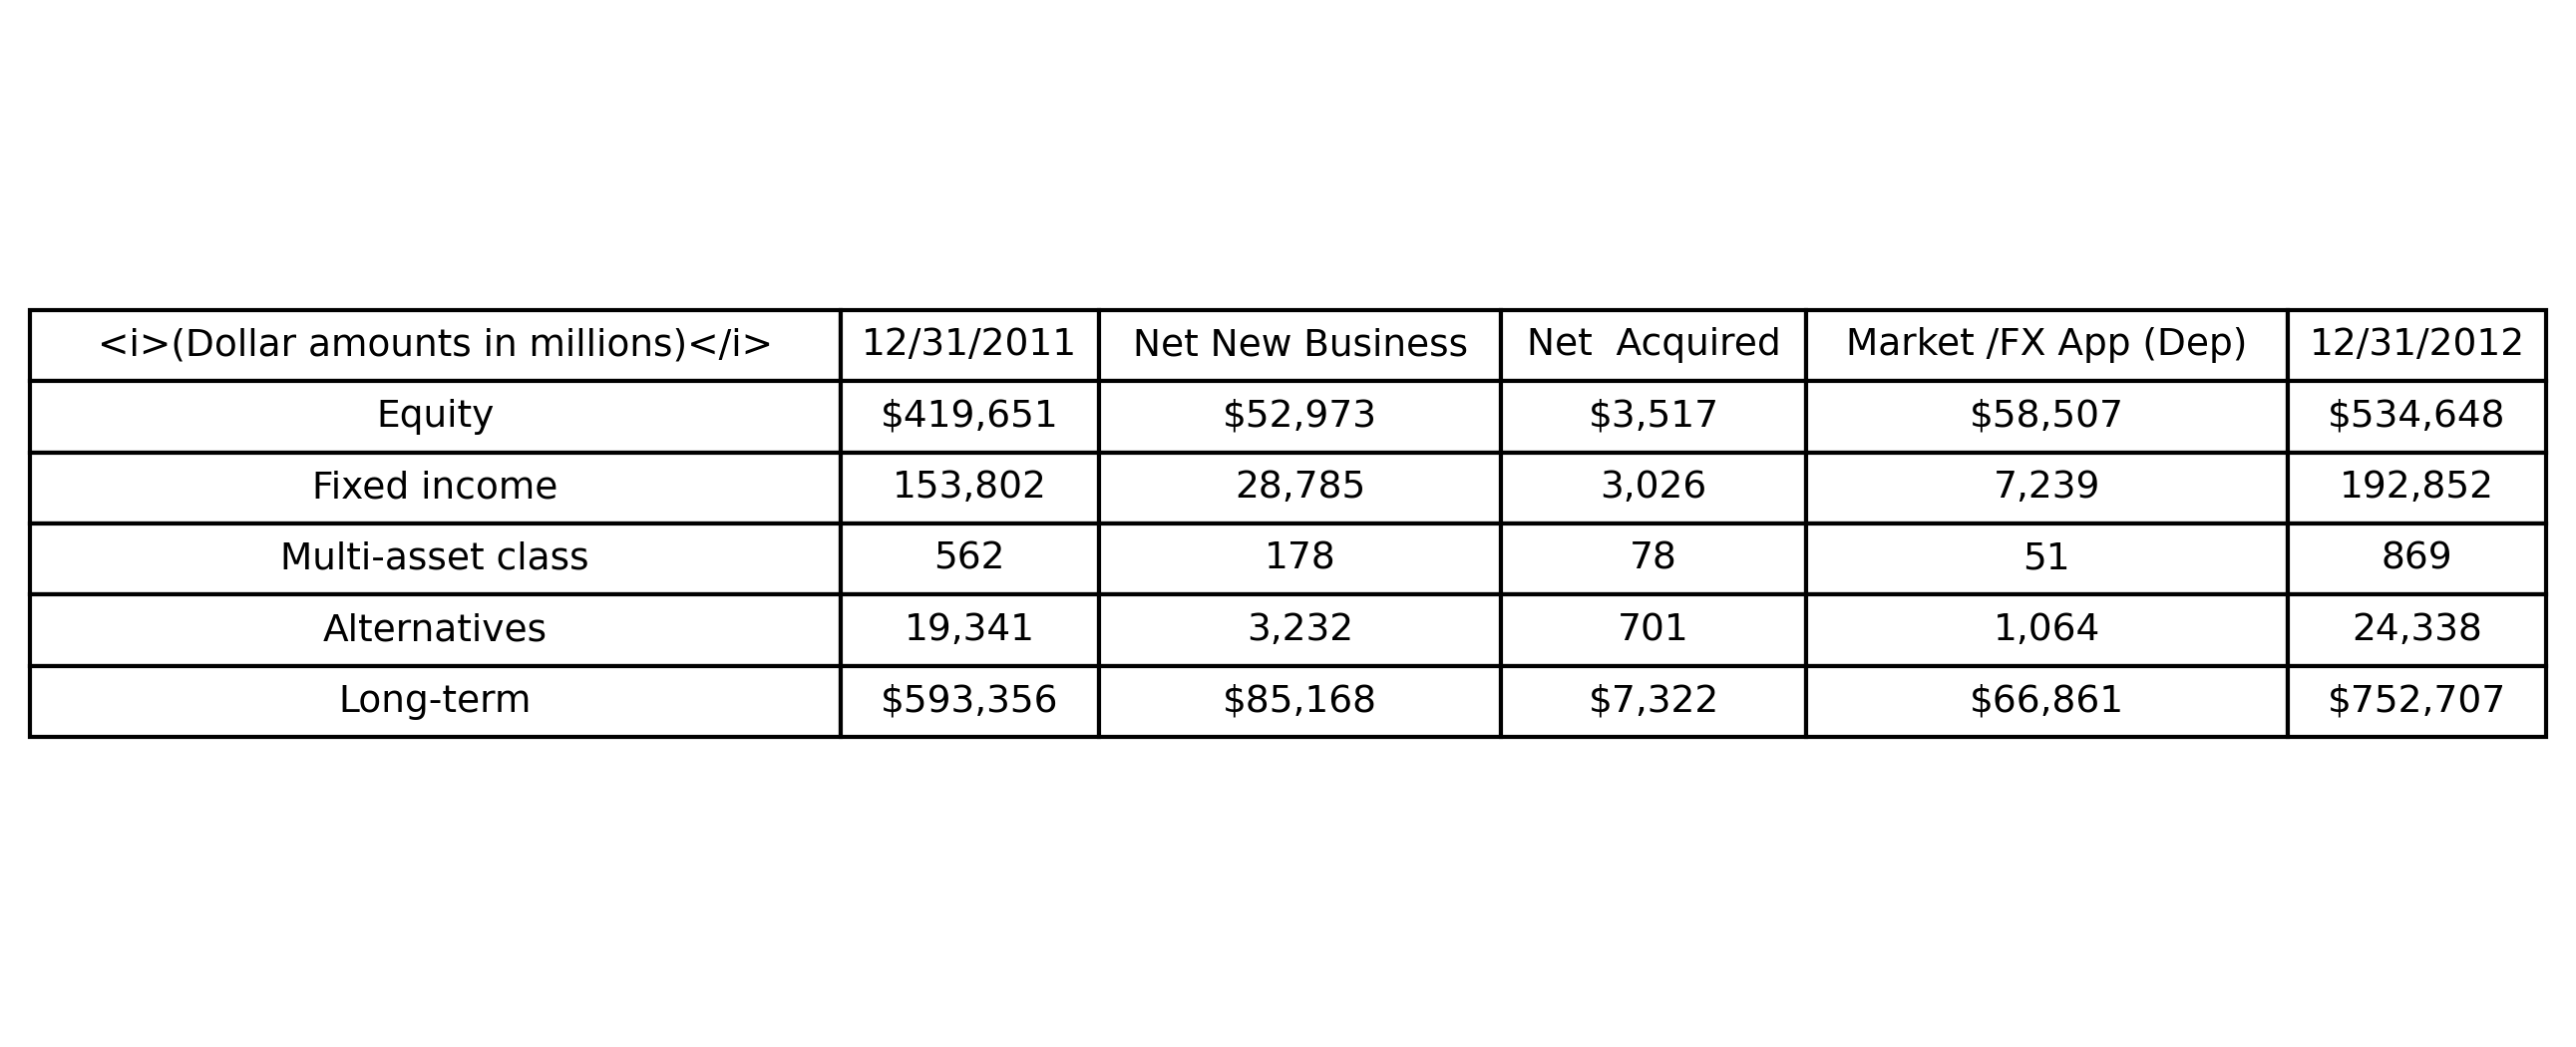 <i>(Dollar amounts in millions)</i> 12/31/2011 Net New Business Net  Acquired Market /FX App (Dep) 12/31/2012
Equity $419,651 $52,973 $3,517 $58,507 $534,648
Fixed income 153,802 28,785 3,026 7,239 192,852
Multi-asset class 562 178 78 51 869
Alternatives 19,341 3,232 701 1,064 24,338
Long-term $593,356 $85,168 $7,322 $66,861 $752,707